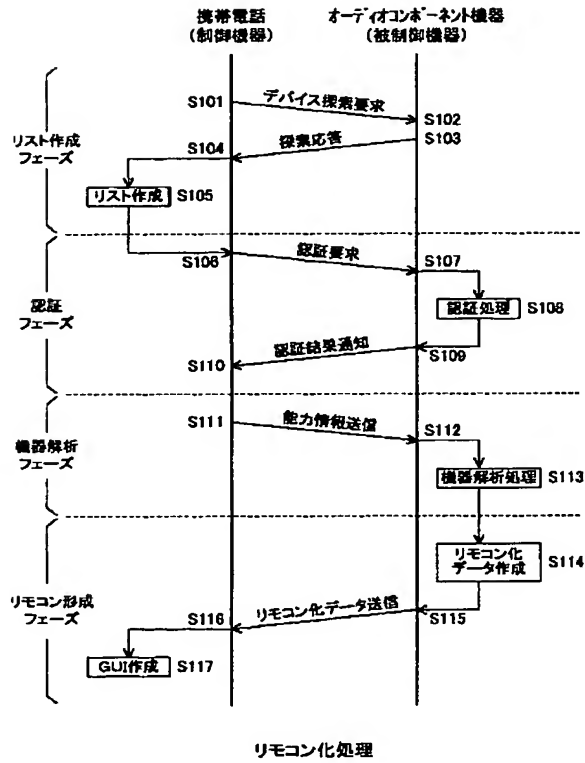 携帯電話
(制御機器)
オーディオコンポーネント機器
(被制御機器)
リスト作成
フェーズ
S101
デバイス探索要求
S102
S103
探索応答
S104
リスト作成
S105
認証
フェーズ
S106
認証要求
S107
認証処理
S108
S109
認証結果通知
S110
機器解析
フェーズ
S111
能力情報送信
S112
機器解析処理
S113
リモコン形成
フェーズ
リモコン化
データ作成
S114
S115
リモコン化データ送信
S116
GUI作成
S117
リモコン化処理